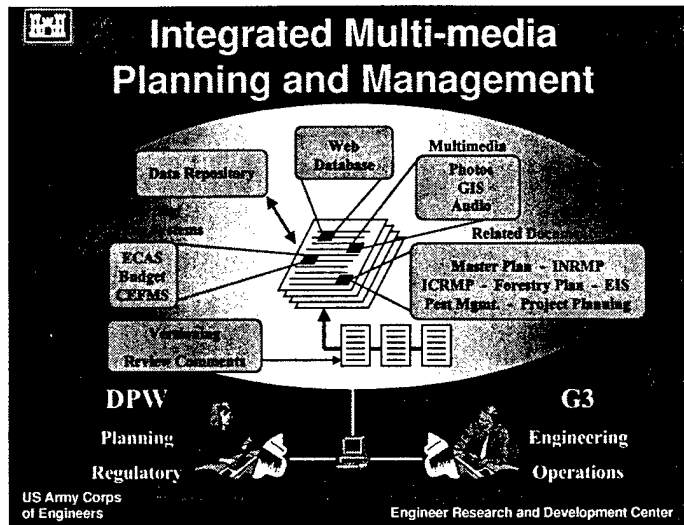 Integrated Multi-media
Planning and Management
Web
Database
Multimedia
Photos
GIS
Audio
Data Repository
ECAS
Budget
CEFMS
Related
Master Plan - INRMP
ICRMP - Forestry Plan - EIS
Pest Mgmt. - Project Planning
Versioning
Review Comments
DPW
Planning
Regulatory
G3
Engineering
Operations
US Army Corps
of Engineers
Engineer Research and Development Center